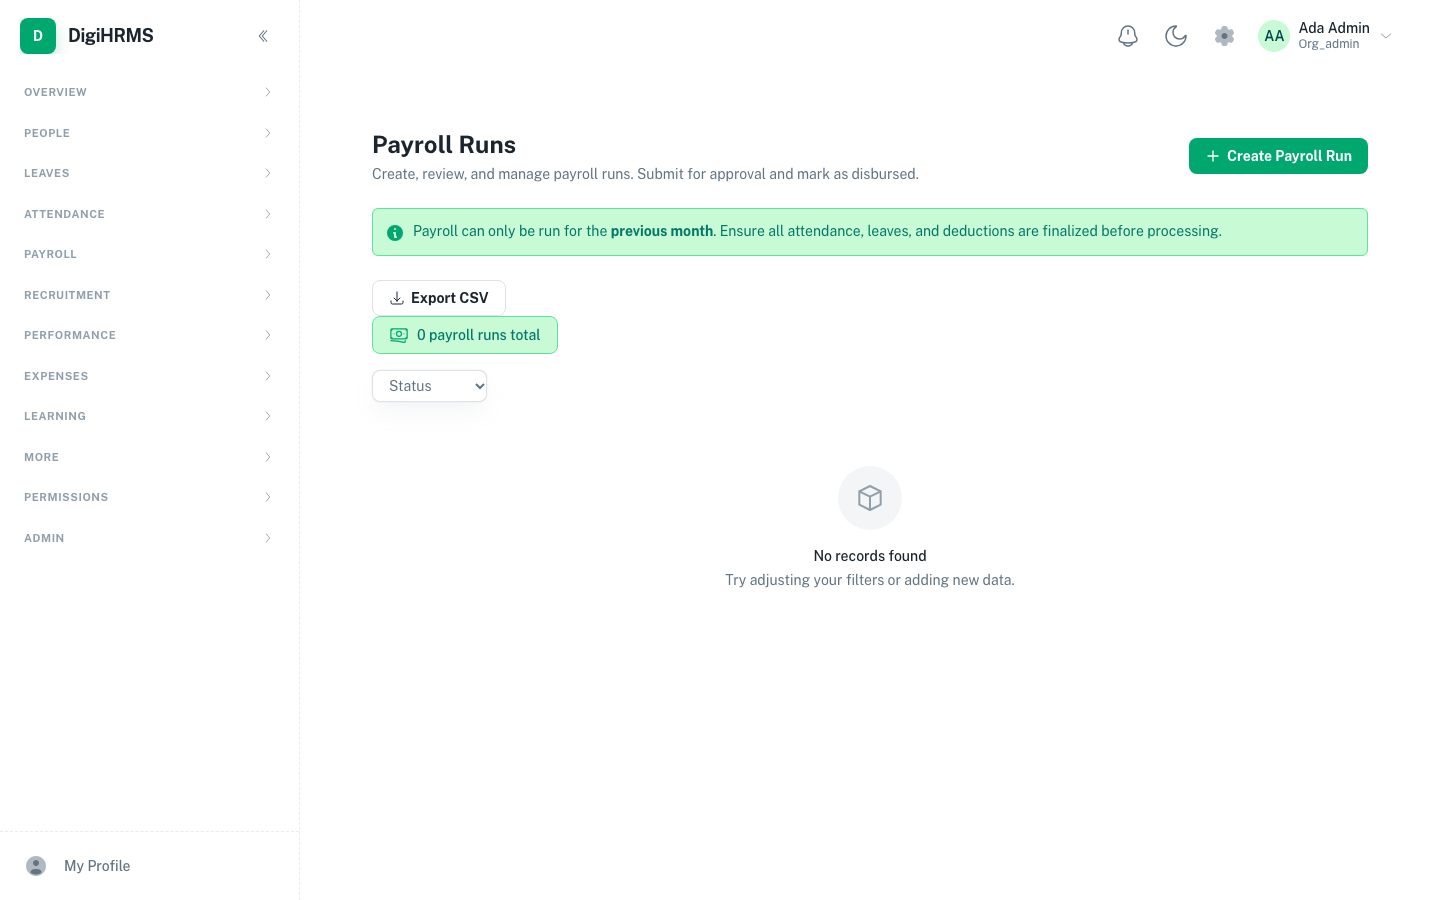 D
DigiHRMS
OVERVIEW
PEOPLE
LEAVES
ATTENDANCE
PAYROLL
RECRUITMENT
PERFORMANCE
EXPENSES
LEARNING
MORE
PERMISSIONS
ADMIN
My Profile
AA
Ada Admin
Org_admin
Payroll Runs
Create, review, and manage payroll runs. Submit for approval and mark as disbursed.
Create Payroll Run
Payroll can only be run for the previous month. Ensure all attendance, leaves, and deductions are finalized before processing.
Export CSV
0 payroll runs total
Status
No records found
Try adjusting your filters or adding new data.